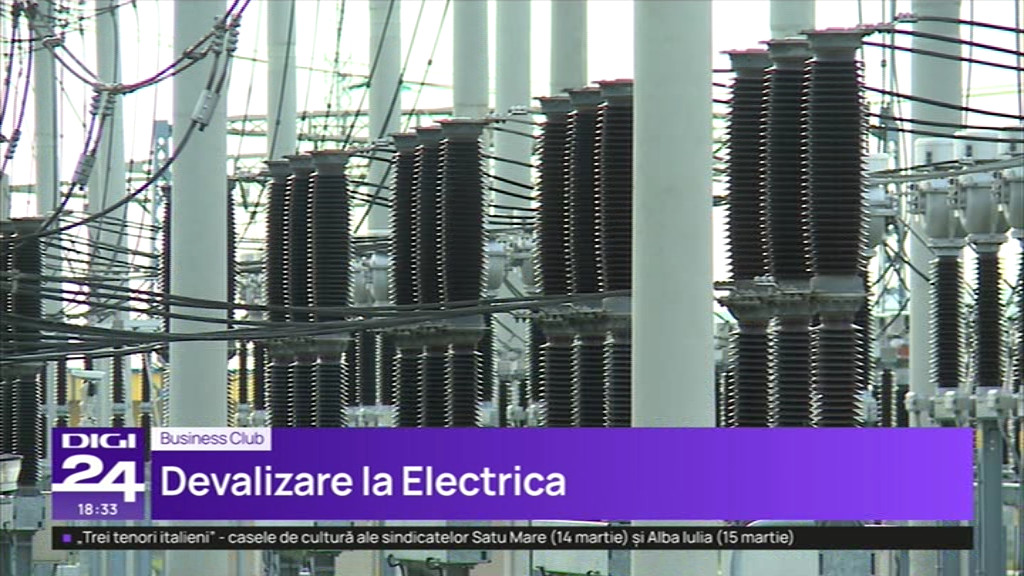 Business Club
DIGI
24
18:33
Devalizare la Electrica
„Trei tenori italieni” - casele de cultură ale sindicatelor Satu Mare (14 martie) și Alba Iulia (15 martie)